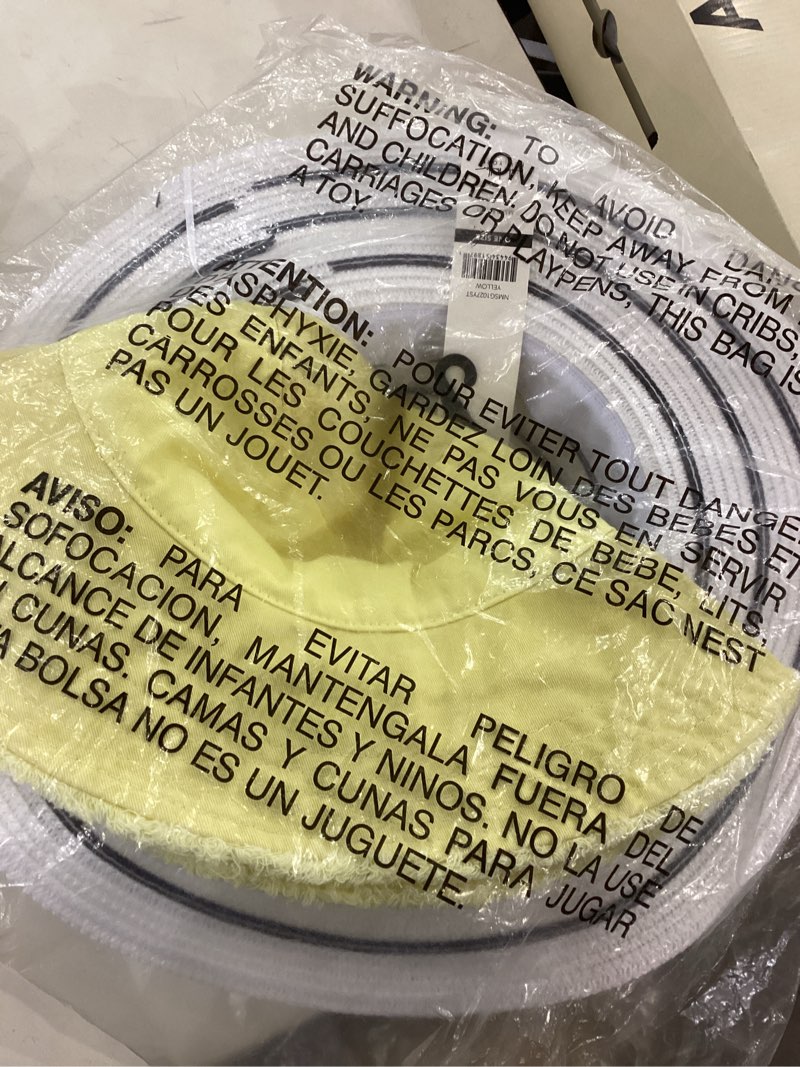 WARNING: TO AVOID DANG
SUFFOCATION, KEEP AWAY FROM
AND CHILDREN. DO NOT USE IN CRIBS,
CARRIAGES OR PLAYPENS, THIS BAG IS
A TOY.
ENTION: POUR EVITER TOUT DANGE
ASPHYXIE, GARDEZ LOIN DES BEBES ET
DES ENFANTS, NE PAS VOUS EN SERVIR
POUR LES COUCHETTES DE BEBE, LITS,
CARROSSES OU LES PARCS, CE SAC NEST
PAS UN JOUET.
AVISO: PARA EVITAR PELIGRO DE
SOFOCACION, MANTENGALA FUERA DEL
ALCANCE DE INFANTES Y NINOS. NO LA USE
N CUNAS. CAMAS Y CUNAS PARA JUGAR
A BOLSA NO ES UN JUGUETE.
YELLOW
A